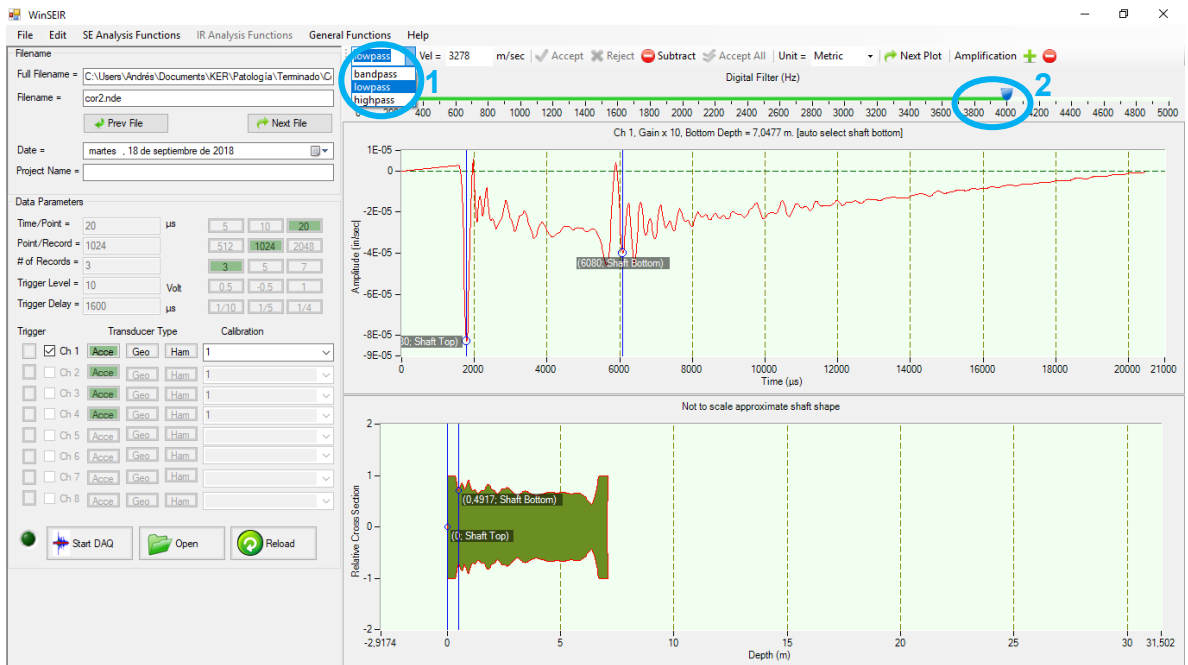 WinSEIR
File Edit SE Analysis Functions IR Analysis Functions General Functions Help
Filename
Full Filename = C:\Users\Andrés\Documents\KER\Patología\Terminado\C
Filename = cor2.nde
Prev File Next File
Date = martes , 18 de septiembre de 2018
Project Name =
Data Parameters
Time/Point = 20 µs 5 10 20
Point/Record = 1024 512 1024 2048
# of Records = 3 3 5 7
Trigger Level = 10 Volt 0.5 -0.5 1
Trigger Delay = 1600 µs 1/10 1/5 1/4
Trigger Transducer Type Calibration
Ch 1 Acce Geo Ham 1
Ch 2 Acce Geo Ham 1
Ch 3 Acce Geo Ham 1
Ch 4 Acce Geo Ham 1
Ch 5 Acce Geo Ham
Ch 6 Acce Geo Ham
Ch 7 Acce Geo Ham
Ch 8 Acce Geo Ham
Start DAQ Open Reload
lowpass Vel = 3278 m/sec Accept Reject Subtract Accept All Unit = Metric Next Plot Amplification
bandpass
lowpass
highpass
1
Digital Filter (Hz)
2
0 400 600 800 1000 1200 1400 1600 1800 2000 2200 2400 2600 2800 3000 3200 3400 3600 3800 4000 4200 4400 4600 4800 5000
Ch 1, Gain x 10, Bottom Depth = 7,0477 m. [auto select shaft bottom]
1E-05
0
-2E-05
-4E-05
-6E-05
-8E-05
-9E-05
Amplitude (in/sec)
(6080; Shaft Bottom)
30; Shaft Top)
0 2000 4000 6000 8000 10000 12000 14000 16000 18000 20000 21000
Time (µs)
Not to scale approximate shaft shape
2
1
0
-1
-2
Relative Cross Section
(0,4917; Shaft Bottom)
(0; Shaft Top)
-2,9174 0 5 10 15 20 25 30 31,502
Depth (m)